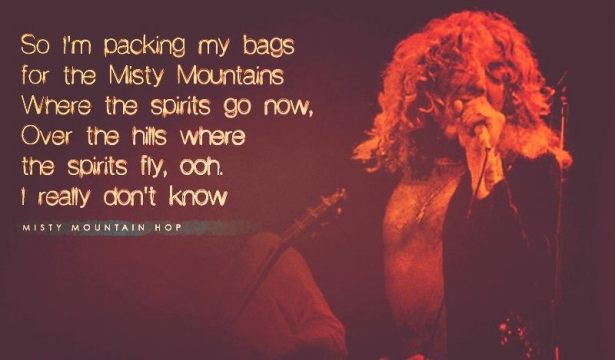 So I'm packing my bags
for the Misty Mountains
Where the spirits go now,
Over the hills where
the spirits fly, ooh.
I really don't know
MISTY MOUNTAIN HOP